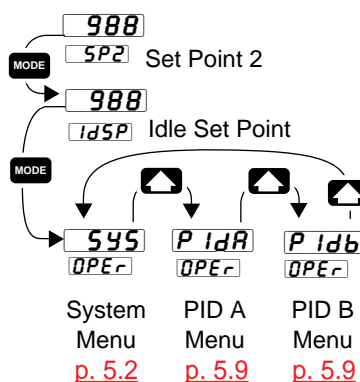 988
SP2 Set Point 2
MODE
988
IdSP Idle Set Point
MODE
SYS PIdA PIdb
OPEr OPEr OPEr
System PID A PID B
Menu Menu Menu
p. 5.2 p. 5.9 p. 5.9